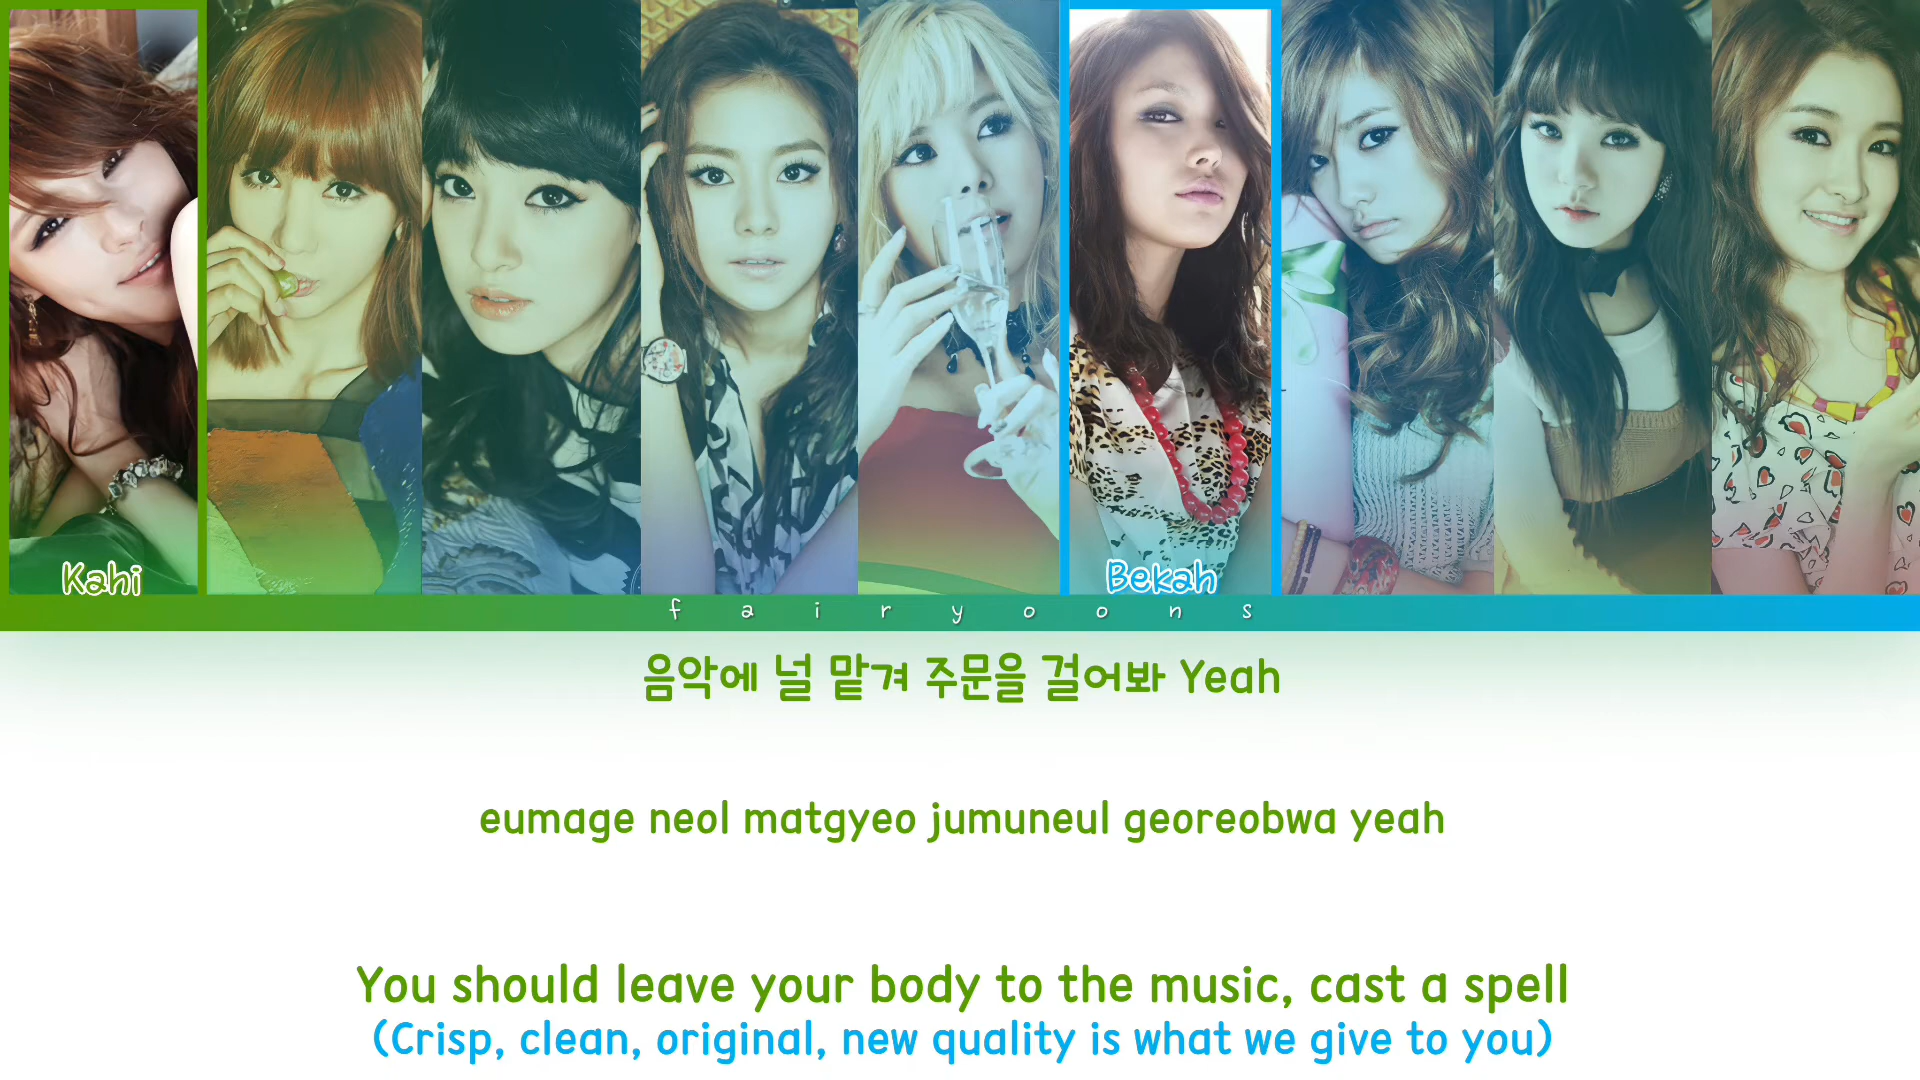 Kahi
Bekah
fairyoons
음악에 널 맡겨 주문을 걸어봐 Yeah
eumage neol matgyeo jumuneul georeobwa yeah
You should leave your body to the music, cast a spell
(Crisp, clean, original, new quality is what we give to you)